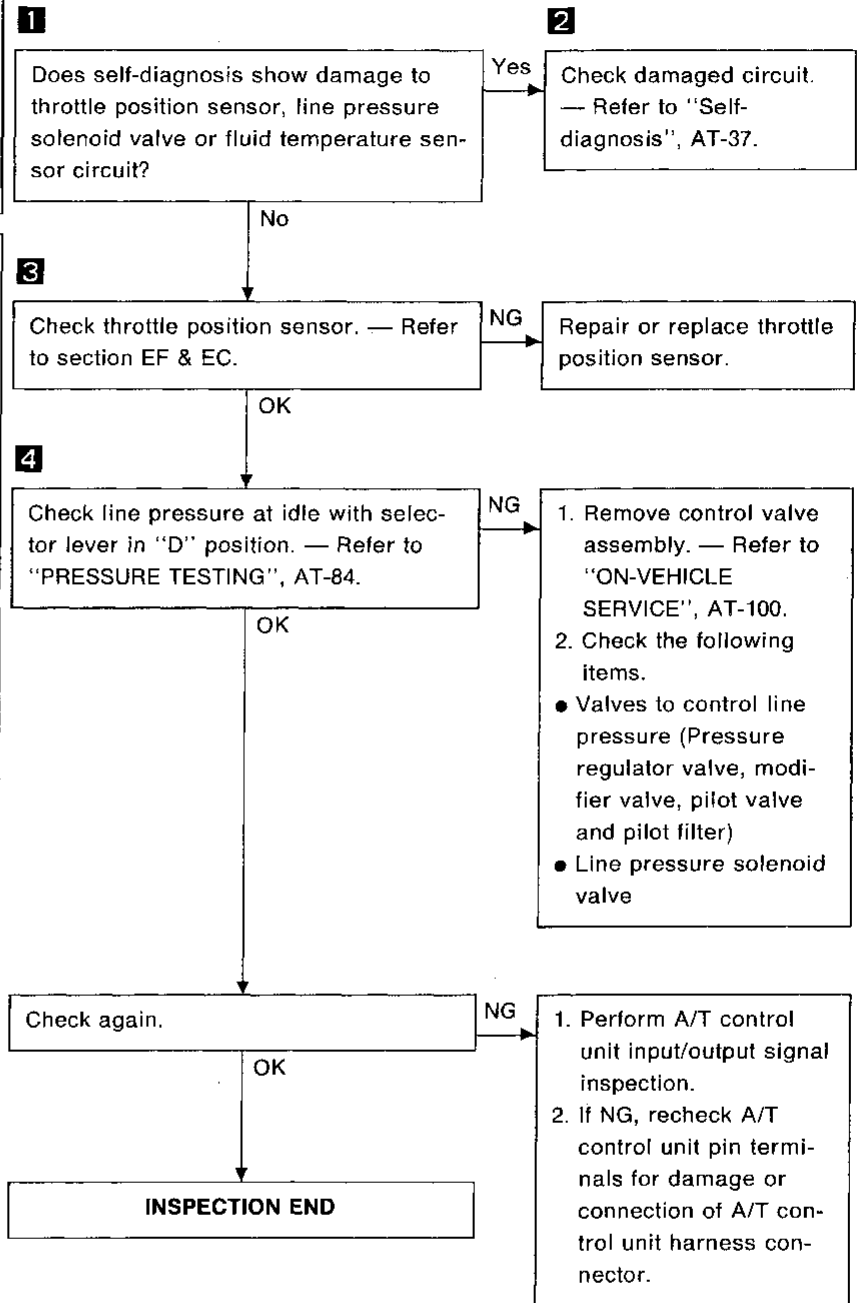 1
Does self-diagnosis show damage to
throttle position sensor, line pressure
solenoid valve or fluid temperature sen-
sor circuit?
Yes
2
Check damaged circuit.
— Refer to "Self-
diagnosis", AT-37.
No
3
Check throttle position sensor. — Refer
to section EF & EC.
NG
Repair or replace throttle
position sensor.
OK
4
Check line pressure at idle with selec-
tor lever in "D" position. — Refer to
"PRESSURE TESTING", AT-84.
NG
1. Remove control valve
assembly. — Refer to
"ON-VEHICLE
SERVICE", AT-100.
2. Check the following
items.
● Valves to control line
pressure (Pressure
regulator valve, modi-
fier valve, pilot valve
and pilot filter)
● Line pressure solenoid
valve
OK
Check again.
NG
1. Perform A/T control
unit input/output signal
inspection.
2. If NG, recheck A/T
control unit pin termi-
nals for damage or
connection of A/T con-
trol unit harness con-
nector.
OK
INSPECTION END